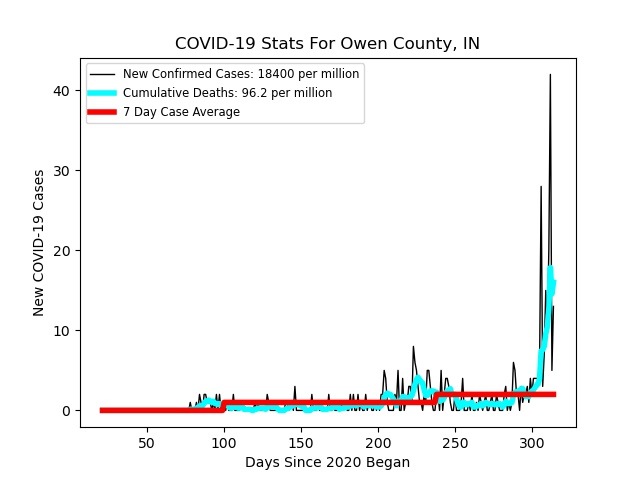 COVID-19 Stats For Owen County, IN
New Confirmed Cases: 18400 per million
Cumulative Deaths: 96.2 per million
7 Day Case Average
New COVID-19 Cases
40
30
20
10
0
50 100 150 200 250 300
Days Since 2020 Began